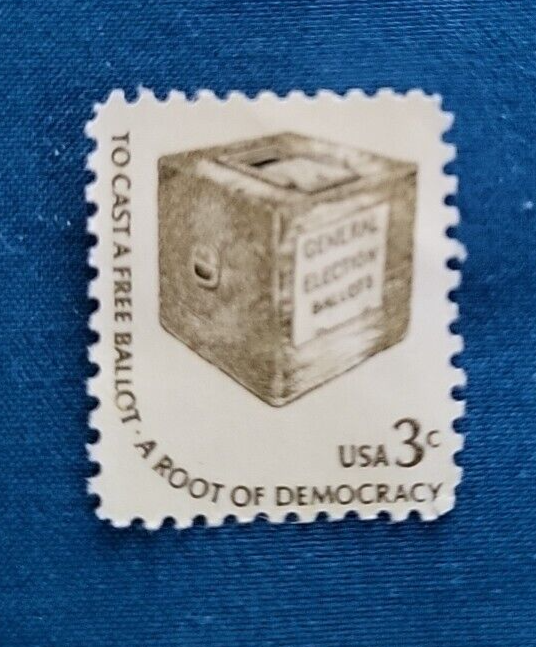 TO CAST A FREE BALLOT · A ROOT OF DEMOCRACY
GENERAL
ELECTION
BALLOTS
USA 3c